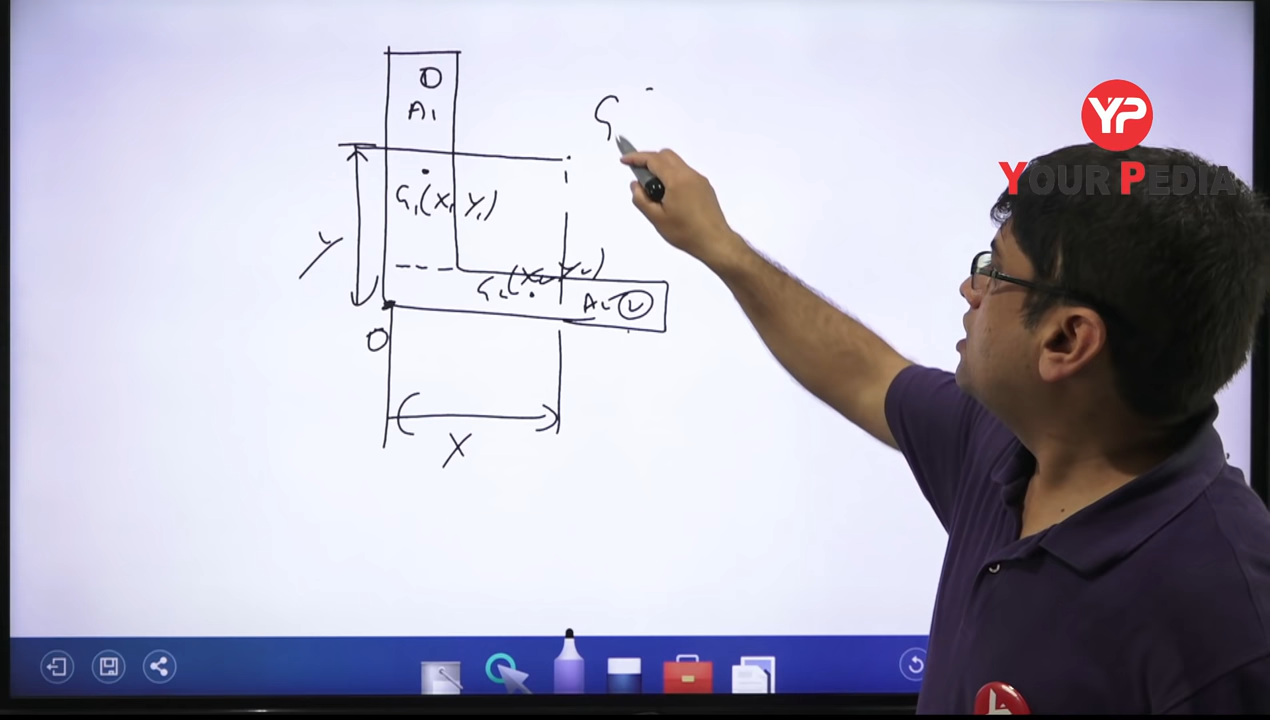 1
A₁
G
G₁(x₁ y₁)
y
G₂(x₂ y₂)
A₂ 2
O
x
YP
YOUR PEDIA